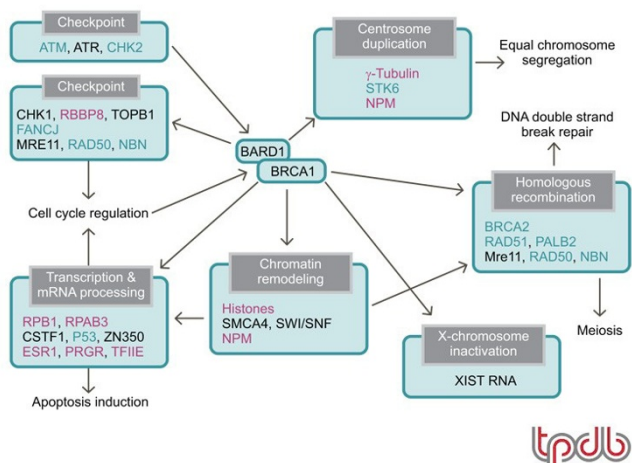 Checkpoint
ATM, ATR, CHK2
Checkpoint
CHK1, RBBP8, TOPB1
FANCJ
MRE11, RAD50, NBN
Cell cycle regulation
Transcription &
mRNA processing
RPB1, RPAB3
CSTF1, P53, ZN350
ESR1, PRGR, TFIIE
Apoptosis induction
BARD1
BRCA1
Centrosome
duplication
γ-Tubulin
STK6
NPM
Equal chromosome
segregation
Chromatin
remodeling
Histones
SMCA4, SWI/SNF
NPM
DNA double strand
break repair
Homologous
recombination
BRCA2
RAD51, PALB2
Mre11, RAD50, NBN
Meiosis
X-chromosome
inactivation
XIST RNA
tpdb